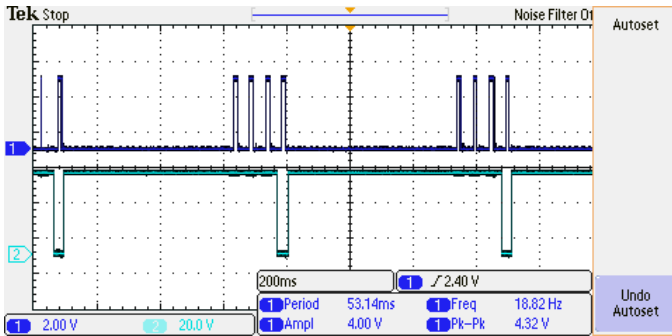 Tek Stop Noise Filter Of
Autoset
1
2
200ms 1 2.40 V
1 Period 53.14ms 1 Freq 18.82 Hz
1 Ampl 4.00 V 1 Pk-Pk 4.32 V
1 2.00 V 2 20.0 V
Undo
Autoset